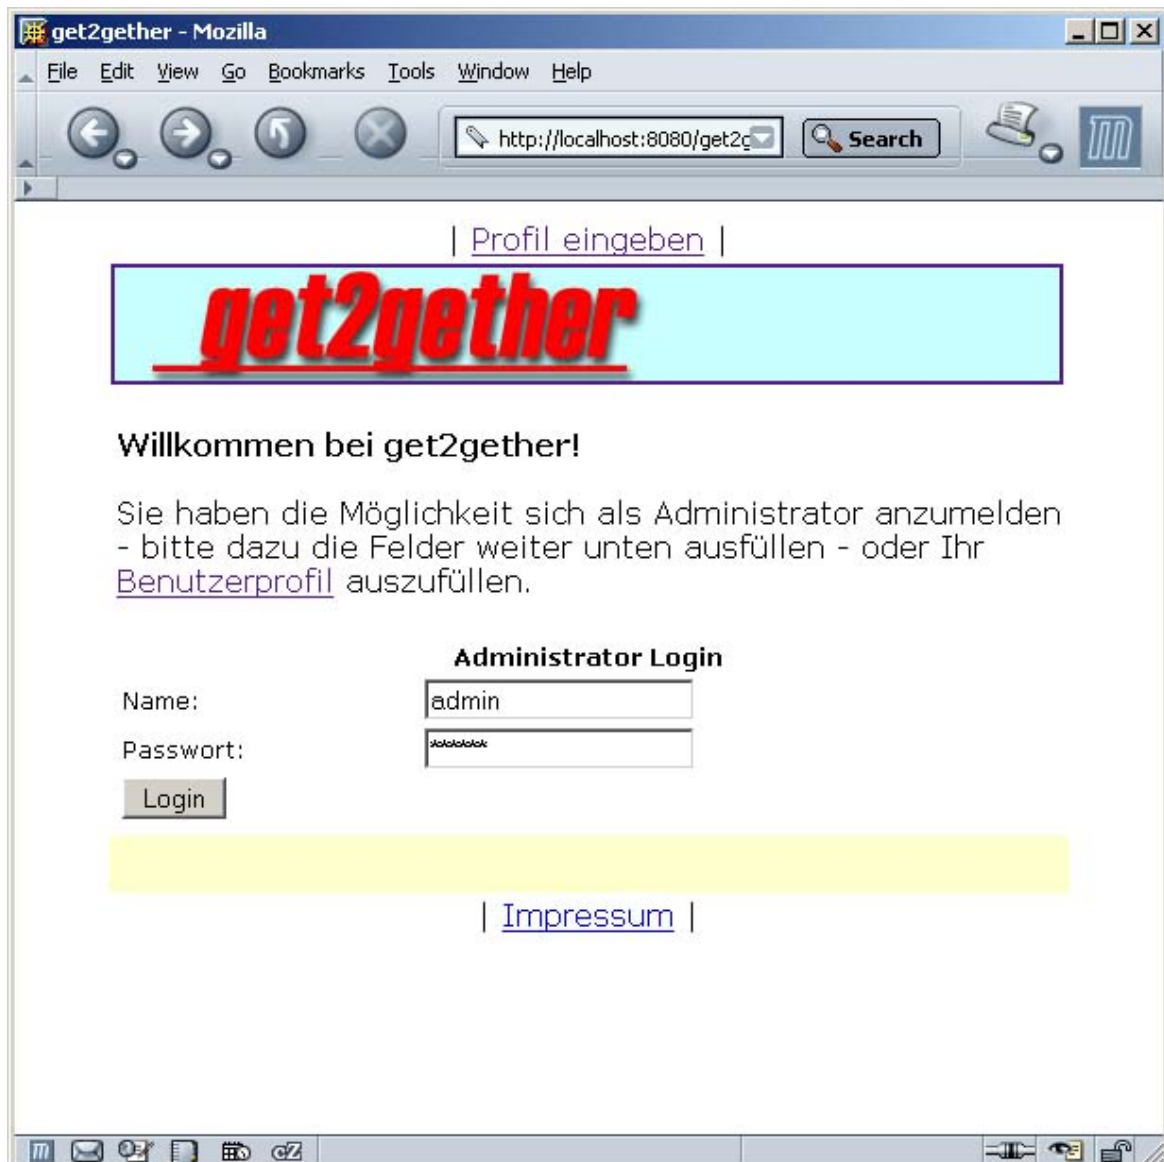 get2gether - Mozilla
File Edit View Go Bookmarks Tools Window Help
http://localhost:8080/get2g
Search
| Profil eingeben |
get2gether
Willkommen bei get2gether!
Sie haben die Möglichkeit sich als Administrator anzumelden
- bitte dazu die Felder weiter unten ausfüllen - oder Ihr
Benutzerprofil auszufüllen.
Administrator Login
Name: admin
Passwort: *******
Login
| Impressum |